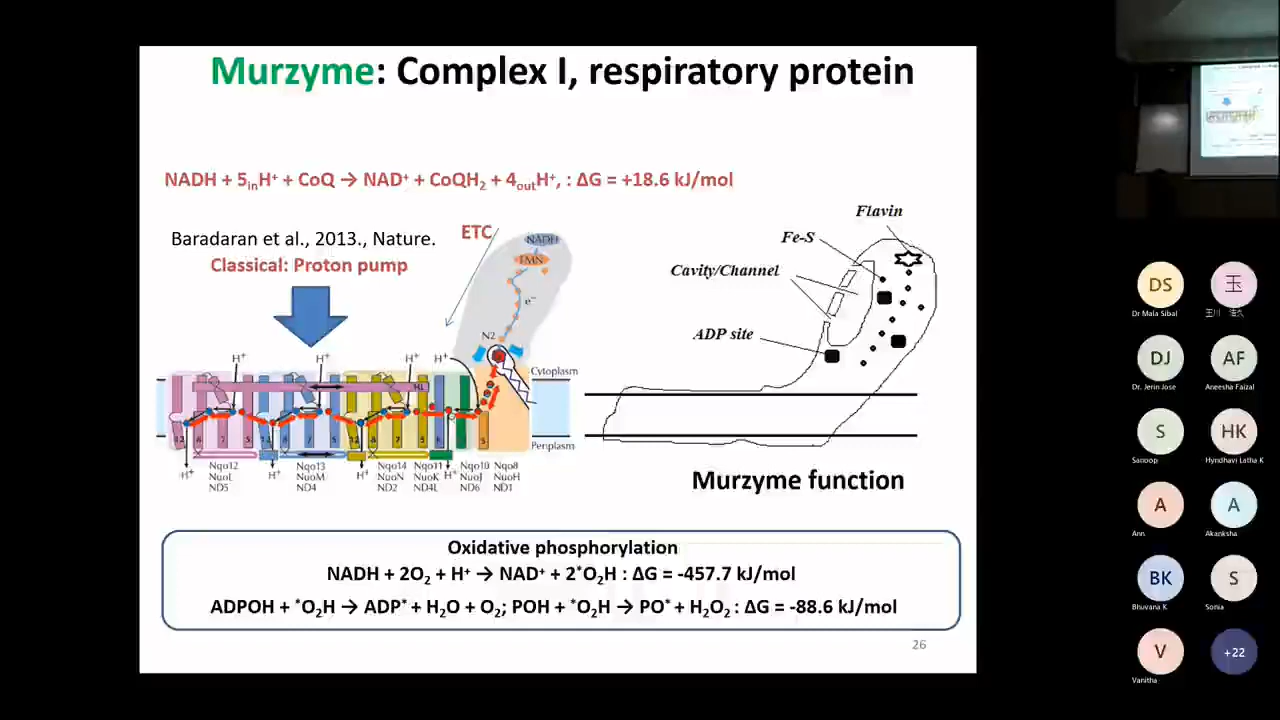 Murzyme: Complex I, respiratory protein
NADH + 5inH⁺ + CoQ → NAD⁺ + CoQH₂ + 4outH⁺, : ΔG = +18.6 kJ/mol
Baradaran et al., 2013., Nature.
Classical: Proton pump
ETC
NADH
FMN
e⁻
N2
H⁺ H⁺ H⁺ H⁺
HL
Cytoplasm
Periplasm
H⁺ H⁺ H⁺ H⁺
Nqo12 Nqo13 Nqo14 Nqo11 Nqo10 Nqo8
NuoL NuoM NuoN NuoK NuoJ NuoH
ND5 ND4 ND2 ND4L ND6 ND1
Flavin
Fe-S
Cavity/Channel
ADP site
Murzyme function
Oxidative phosphorylation
NADH + 2O₂ + H⁺ → NAD⁺ + 2*O₂H : ΔG = -457.7 kJ/mol
ADPOH + *O₂H → ADP* + H₂O + O₂; POH + *O₂H → PO* + H₂O₂ : ΔG = -88.6 kJ/mol
26
DS
Dr Mala Sibal
玉
DJ
Dr. Jerin Jose
AF
Aneesha Faizal
S
Sanoop
HK
Hyndhavi Latha K
A
Ann
A
Akanksha
BK
Bhuvana K
S
Sonia
V
Vanitha
+22